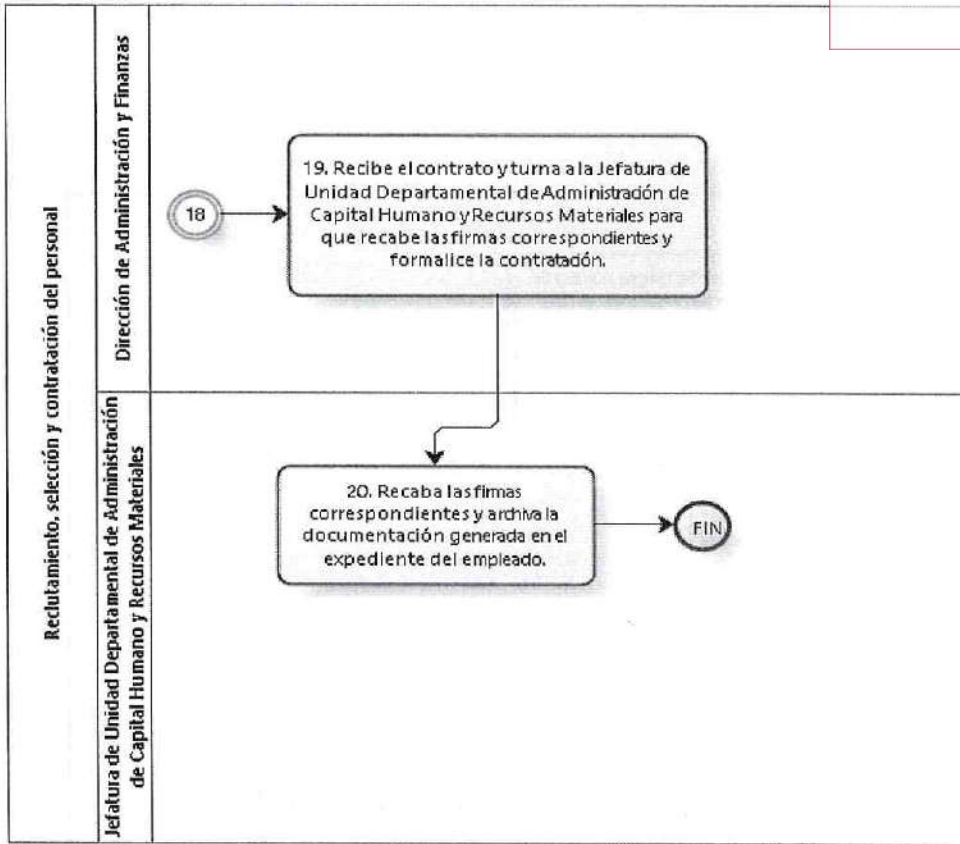 Reclutamiento, selección y contratación del personal
Dirección de Administración y Finanzas
18
19. Recibe el contrato y turna a la Jefatura de
Unidad Departamental de Administración de
Capital Humano y Recursos Materiales para
que recabe las firmas correspondientes y
formalice la contratación.
Jefatura de Unidad Departamental de Administración
de Capital Humano y Recursos Materiales
20. Recaba las firmas
correspondientes y archiva la
documentación generada en el
expediente del empleado.
FIN